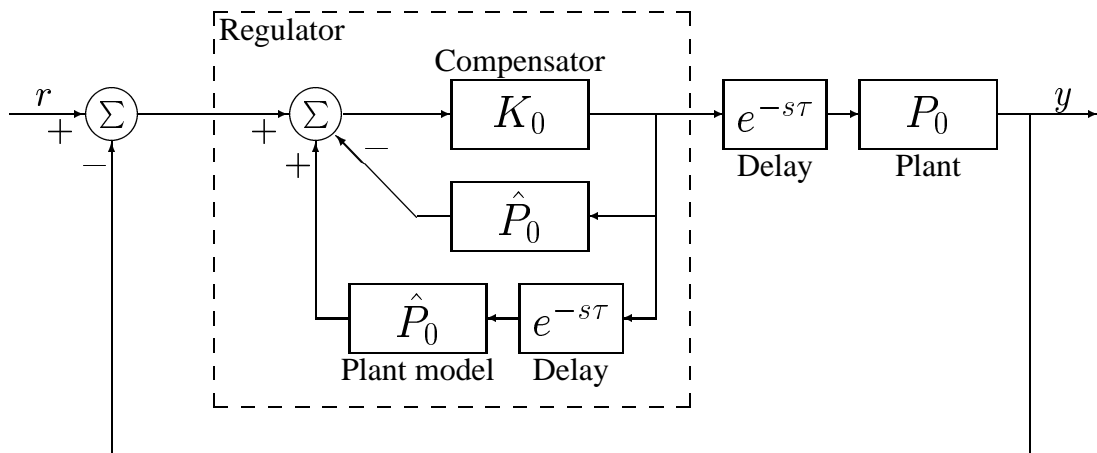 Regulator
Compensator
r
+
Σ
−
+
Σ
+
−
K₀
e^{-sτ}
Delay
P₀
Plant
y
P̂₀
P̂₀
Plant model
e^{-sτ}
Delay